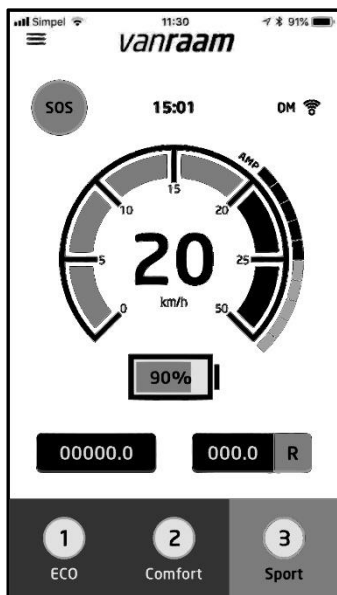 Simpel 11:30 91%
vanraam
SOS 15:01 DM
AMP
15
10 20
20
5 25
km/h
0 50
90%
00000.0 000.0 R
1 2 3
ECO Comfort Sport